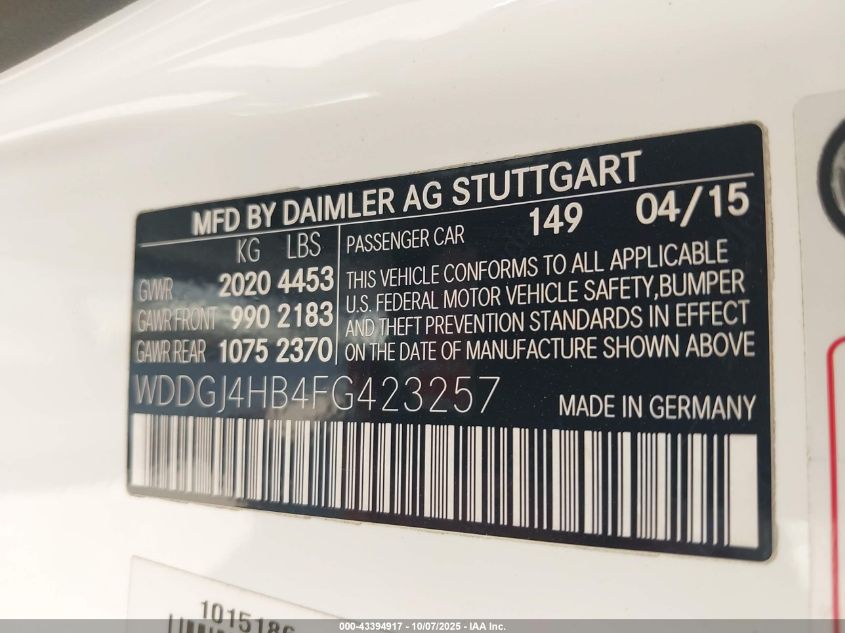 MFD BY DAIMLER AG STUTTGART
KG LBS
GVWR 2020 4453
GAWR FRONT 990 2183
GAWR REAR 1075 2370
PASSENGER CAR 149 04/15
THIS VEHICLE CONFORMS TO ALL APPLICABLE
U.S. FEDERAL MOTOR VEHICLE SAFETY,BUMPER
AND THEFT PREVENTION STANDARDS IN EFFECT
ON THE DATE OF MANUFACTURE SHOWN ABOVE
WDDGJ4HB4FG423257
MADE IN GERMANY
1015186
000-43394917 - 10/07/2025 - IAA Inc.